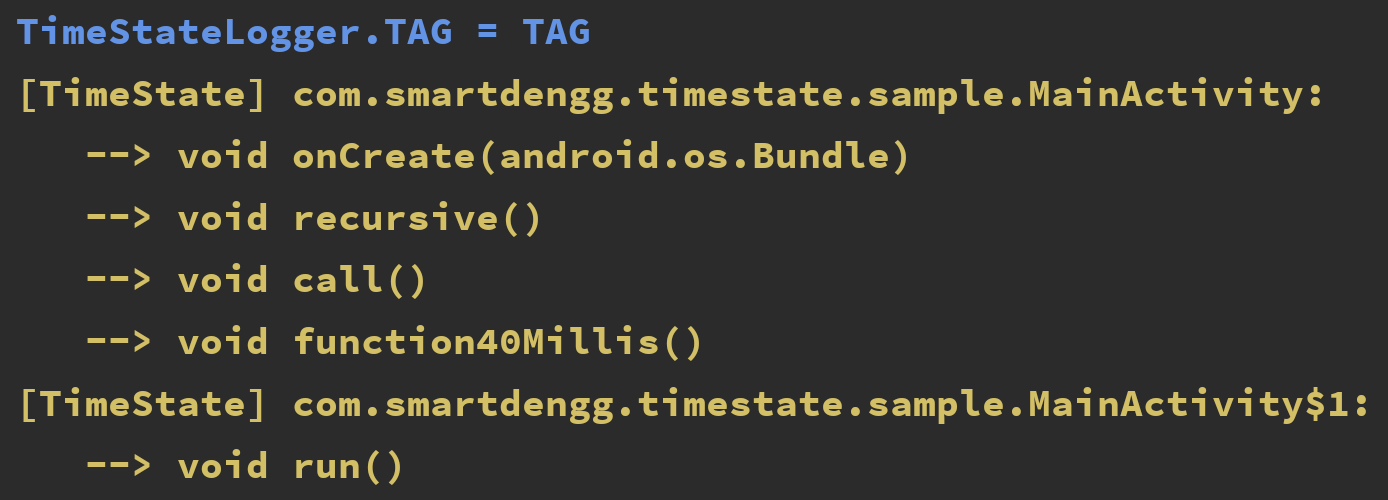 TimeStateLogger.TAG = TAG
[TimeState] com.smartdengg.timestate.sample.MainActivity:
--> void onCreate(android.os.Bundle)
--> void recursive()
--> void call()
--> void function40Millis()
[TimeState] com.smartdengg.timestate.sample.MainActivity$1:
--> void run()